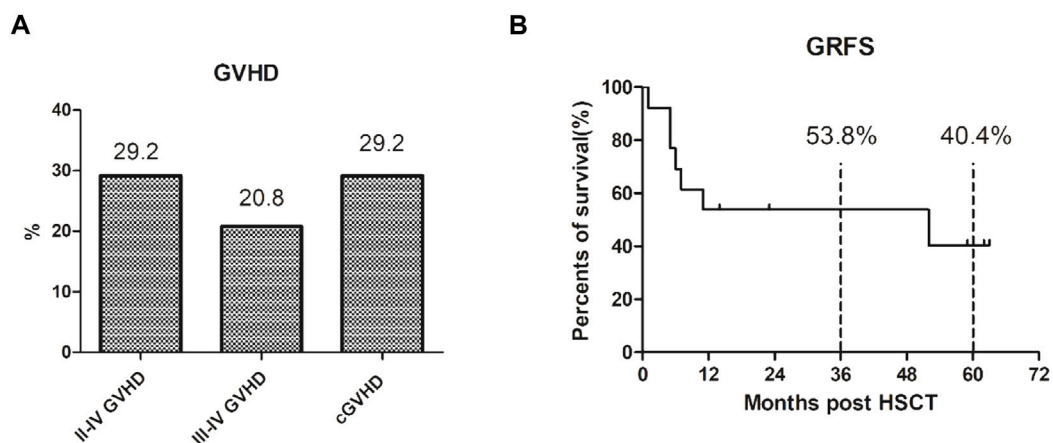 A
GVHD
%
40
30
20
10
0
29.2
20.8
29.2
II-IV GVHD
III-IV GVHD
cGVHD
B
GRFS
Percents of survival(%)
100
80
60
40
20
0
53.8%
40.4%
0 12 24 36 48 60 72
Months post HSCT